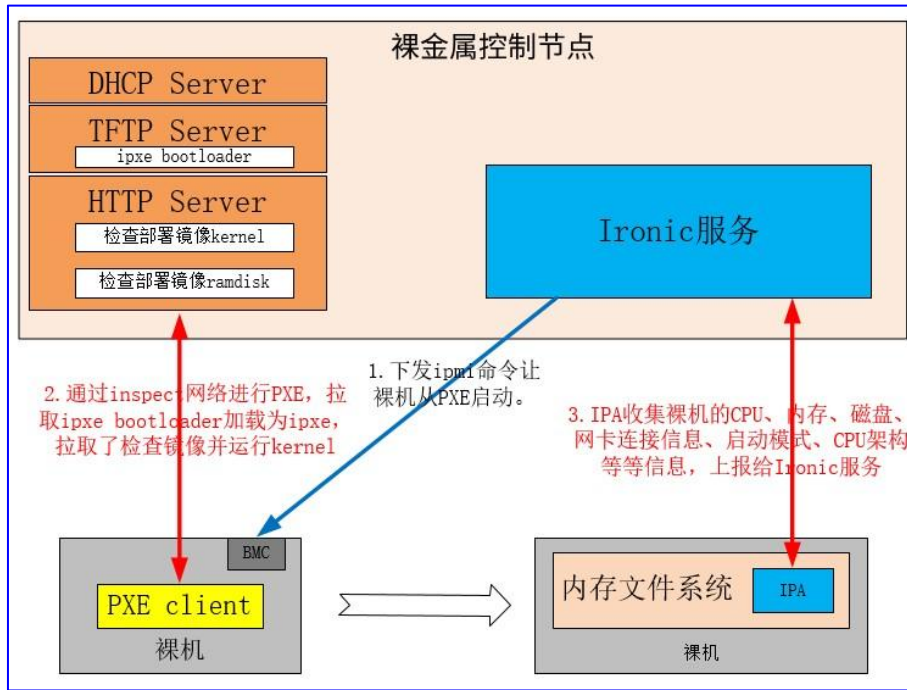 裸金属控制节点
DHCP Server
TFTP Server
ipxe bootloader
HTTP Server
检查部署镜像kernel
检查部署镜像ramdisk
Ironic服务
1.下发ipmi命令让
裸机从PXE启动。
2.通过inspect网络进行PXE，拉
取ipxe bootloader加载为ipxe，
拉取了检查镜像并运行kernel
3.IPA收集裸机的CPU、内存、磁盘、
网卡连接信息、启动模式、CPU架构
等等信息，上报给Ironic服务
BMC
PXE client
裸机
内存文件系统
IPA
裸机